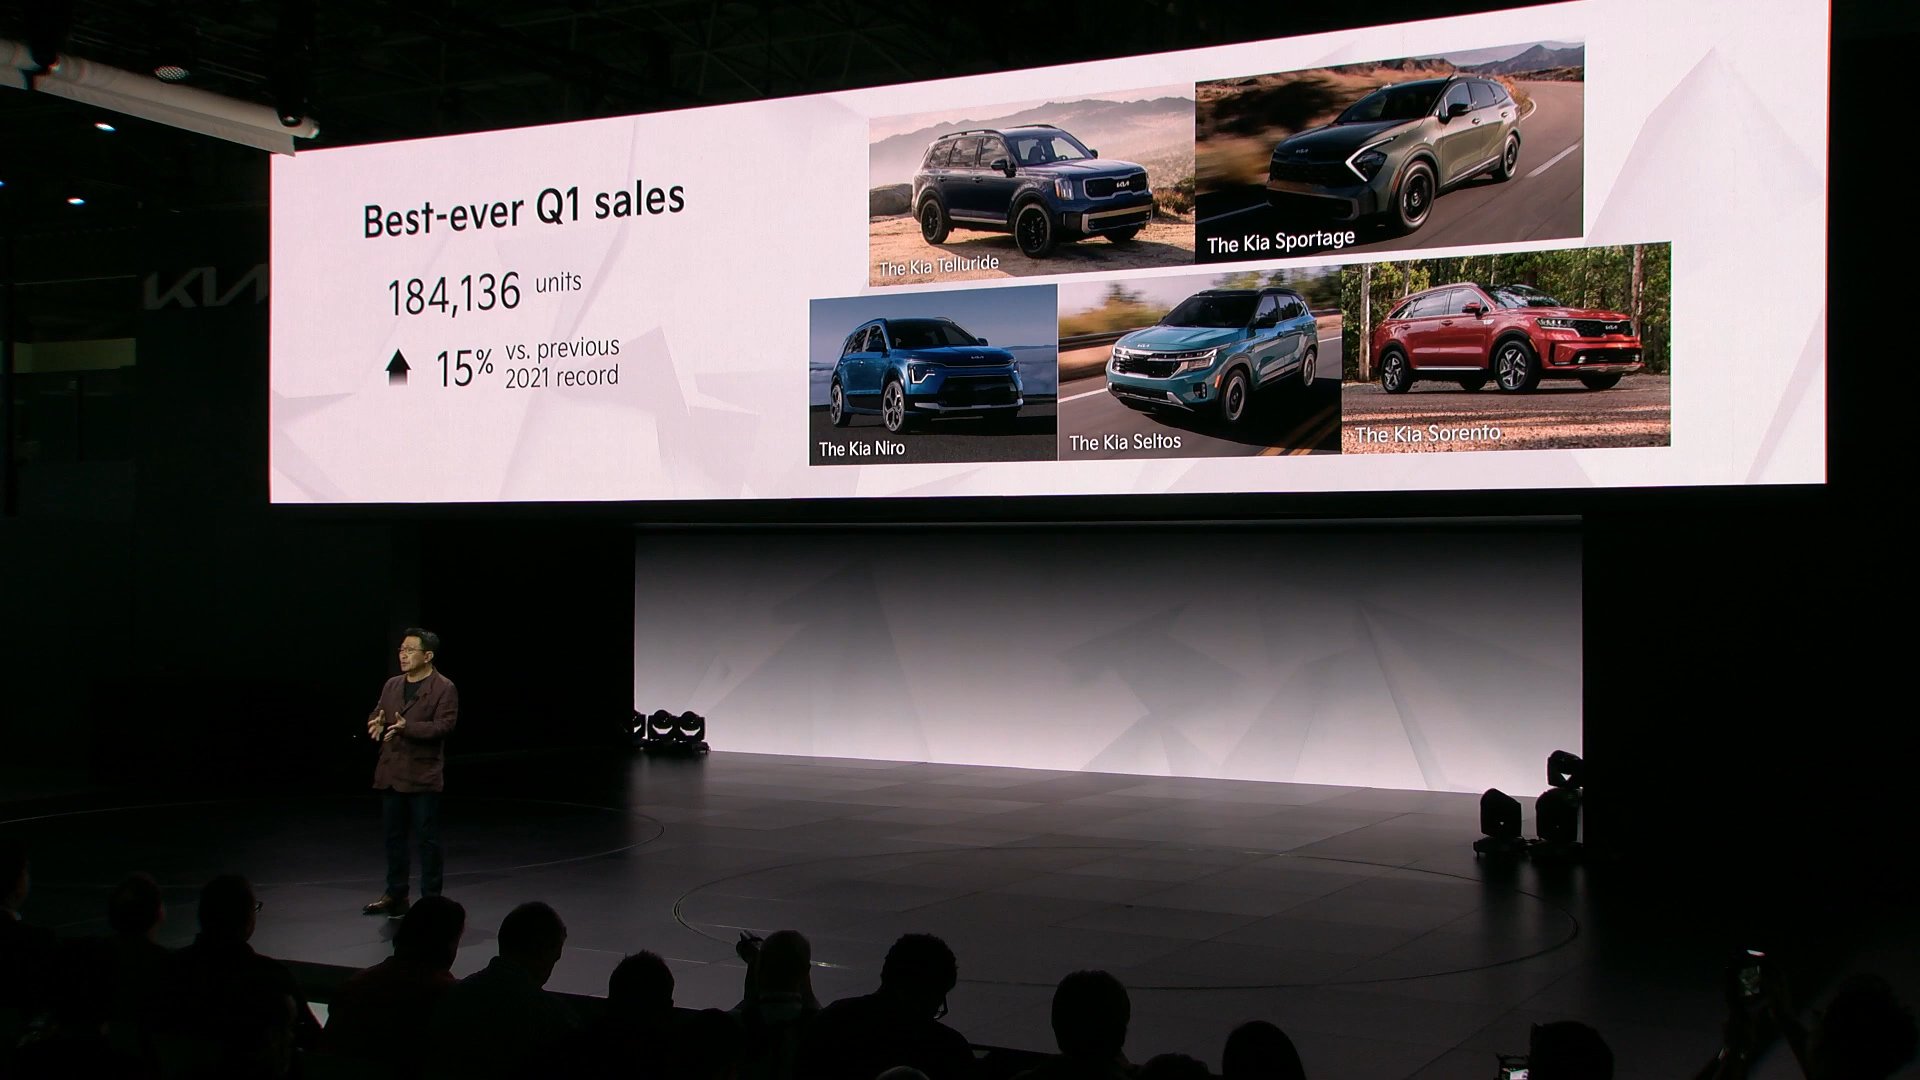 Best-ever Q1 sales
184,136 units
15% vs. previous
2021 record
The Kia Telluride
The Kia Sportage
The Kia Niro
The Kia Seltos
The Kia Sorento
KIA